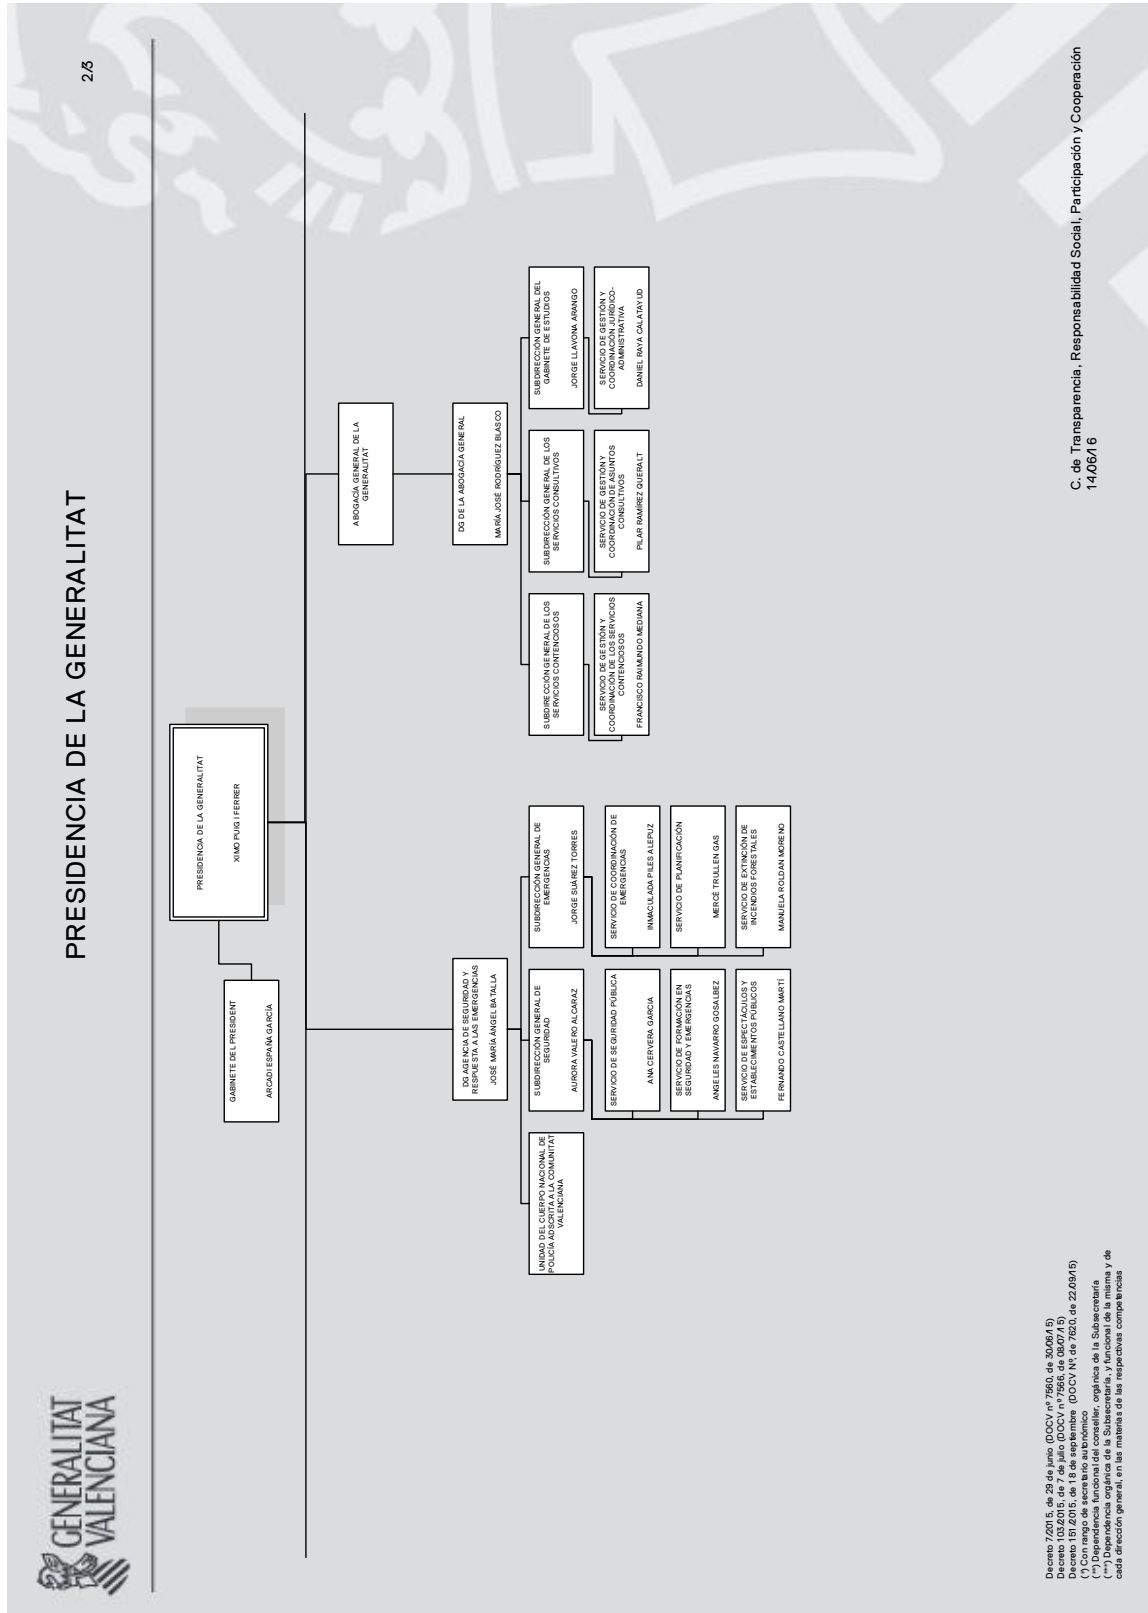 GENERALITAT
VALENCIANA
PRESIDENCIA DE LA GENERALITAT
2/3
PRESIDENCIA DE LA GENERALITAT
XIMO PUIG I FERRER
GABINETE DEL PRESIDENT
ARCADI ESPAÑA GARCÍA
ABOGACÍA GENERAL DE LA
GENERALITAT
DG AGENCIA DE SEGURIDAD Y
RESPUESTA A LAS EMERGENCIAS
JOSÉ MARÍA ÁNGEL BATALLA
DG DE LA ABOGACÍA GENERAL
MARÍA JOSÉ RODRÍGUEZ BLASCO
UNIDAD DEL CUERPO NACIONAL DE
POLICÍA ADSCRITA A LA COMUNITAT
VALENCIANA
SUBDIRECCIÓN GENERAL DE
SEGURIDAD
AURORA VALERO ALCARAZ
SUBDIRECCIÓN GENERAL DE
EMERGENCIAS
JORGE SUÁREZ TORRES
SUBDIRECCIÓN GENERAL DE LOS
SERVICIOS CONTENCIOSOS
SUBDIRECCIÓN GENERAL DE LOS
SERVICIOS CONSULTIVOS
SUBDIRECCIÓN GENERAL DEL
GABINETE DE ESTUDIOS
JORGE LLAVONA ARANGO
SERVICIO DE SEGURIDAD PÚBLICA
ANA CERVERA GARCIA
SERVICIO DE COORDINACIÓN DE
EMERGENCIAS
INMACULADA PILES ALEPUZ
SERVICIO DE GESTIÓN Y
COORDINACIÓN DE LOS SERVICIOS
CONTENCIOSOS
FRANCISCO RAIMUNDO MEDIANA
SERVICIO DE GESTIÓN Y
COORDINACIÓN DE ASUNTOS
CONSULTIVOS
PILAR RAMÍREZ QUERALT
SERVICIO DE GESTIÓN Y
COORDINACIÓN JURÍDICO-
ADMINISTRATIVA
DANIEL RAYA CALATAYUD
SERVICIO DE FORMACIÓN EN
SEGURIDAD Y EMERGENCIAS
ANGELES NAVARRO GOSALBEZ
SERVICIO DE PLANIFICACIÓN
MERCÈ TRULLEN GAS
SERVICIO DE ESPECTÁCULOS Y
ESTABLECIMIENTOS PÚBLICOS
FERNANDO CASTELLANO MARTÍ
SERVICIO DE EXTINCIÓN DE
INCENDIOS FORESTALES
MANUELA ROLDAN MORENO
Decreto 7/2015, de 29 de junio (DOCV nº 7560, de 30/06/15)
Decreto 103/2015, de 7 de julio (DOCV nº 7566, de 08/07/15)
Decreto 151/2015, de 18 de septiembre (DOCV Nº, de 7620, de 22/09/15)
(*) Con rango de secretario autonómico
(**) Dependencia funcional del conseller, orgánica de la Subsecretaría
(***) Dependencia orgánica de la Subsecretaría, y funcional de la misma y de
cada dirección general, en las materias de las respectivas competencias
C. de Transparencia, Responsabilidad Social, Participación y Cooperación
14/06/16